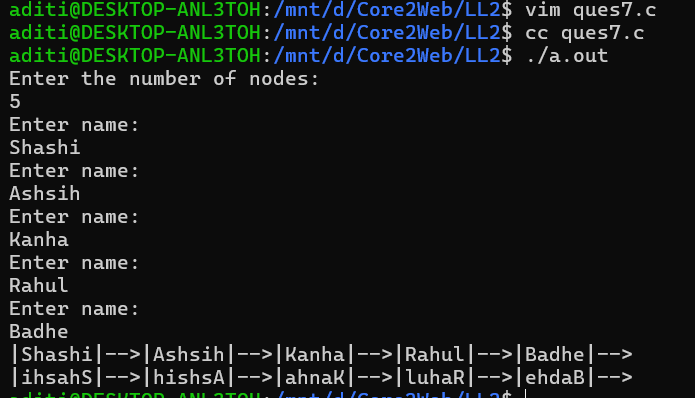 aditi@DESKTOP-ANL3TOH:/mnt/d/Core2Web/LL2$ vim ques7.c
aditi@DESKTOP-ANL3TOH:/mnt/d/Core2Web/LL2$ cc ques7.c
aditi@DESKTOP-ANL3TOH:/mnt/d/Core2Web/LL2$ ./a.out
Enter the number of nodes:
5
Enter name:
Shashi
Enter name:
Ashsih
Enter name:
Kanha
Enter name:
Rahul
Enter name:
Badhe
|Shashi|-->|Ashsih|-->|Kanha|-->|Rahul|-->|Badhe|-->
|ihsahS|-->|hishsA|-->|ahnaK|-->|luhaR|-->|ehdaB|-->
aditi@DESKTOP-ANL3TOH:/mnt/d/Core2Web/LL2$